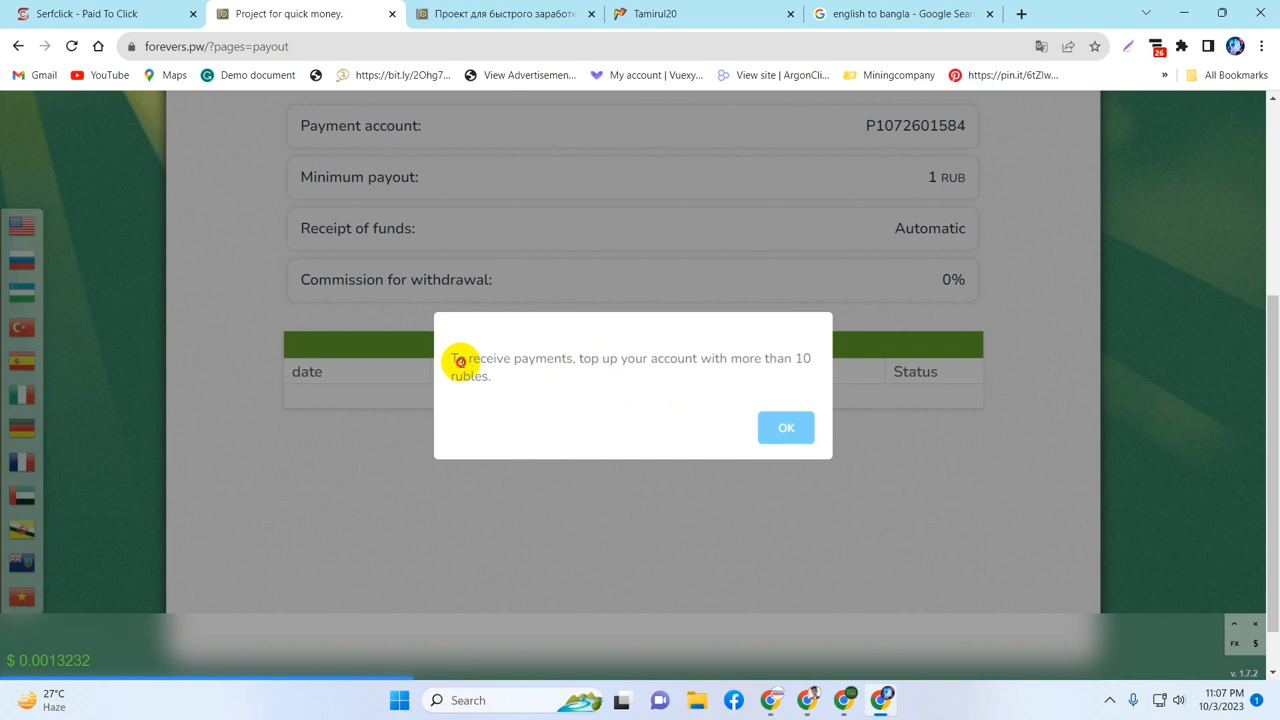 Serfclick - Paid To Click
Project for quick money.
Проект для быстрого заработк
Tamirul20
english to bangla - Google Sear
forevers.pw/?pages=payout
26
Gmail
YouTube
Maps
Demo document
https://bit.ly/2Ohg7...
View Advertisemen...
My account | Vuexy...
View site | ArgonCli...
Miningcompany
https://pin.it/6tZlw...
»
All Bookmarks
Payment account:
P1072601584
Minimum payout:
1 RUB
Receipt of funds:
Automatic
Commission for withdrawal:
0%
To receive payments, top up your account with more than 10
rubles.
date
Status
OK
FX $
$ 0.0013232
v. 1.7.2
27°C
Haze
Search
11:07 PM
10/3/2023
1